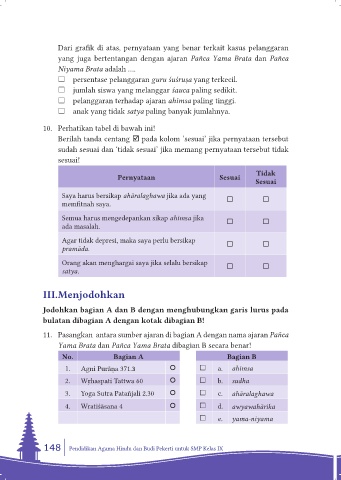 Dari grafik di atas, pernyataan yang benar terkait kasus pelanggaran
yang juga bertentangan dengan ajaran Pañca Yama Brata dan Pañca
Niyama Brata adalah ....
☐ persentase pelanggaran guru śuśruṣa yang terkecil.
☐ jumlah siswa yang melanggar śauca paling sedikit.
☐ pelanggaran terhadap ajaran ahimsa paling tinggi.
☐ anak yang tidak satya paling banyak jumlahnya.
10. Perhatikan tabel di bawah ini!
Berilah tanda centang ☑ pada kolom 'sesuai' jika pernyataan tersebut
sudah sesuai dan 'tidak sesuai' jika memang pernyataan tersebut tidak
sesuai!
Pernyataan Sesuai Tidak
Sesuai
Saya harus bersikap ahāralaghawa jika ada yang
memfitnah saya. ☐ ☐
Semua harus mengedepankan sikap ahimsa jika
ada masalah. ☐ ☐
Agar tidak depresi, maka saya perlu bersikap
pramāda. ☐ ☐
Orang akan menghargai saya jika selalu bersikap
satya. ☐ ☐
III.Menjodohkan
Jodohkan bagian A dan B dengan menghubungkan garis lurus pada
bulatan dibagian A dengan kotak dibagian B!
11. Pasangkan antara sumber ajaran di bagian A dengan nama ajaran Pañca
Yama Brata dan Pañca Yama Brata dibagian B secara benar!
No. Bagian A Bagian B
1. Agni Purāṇa 371.3 O ☐ a. ahimsa
2. Wṛhaspati Tattwa 60 O ☐ b. sudha
3. Yoga Sutra Patañjali 2.30 O ☐ c. ahāralaghawa
4. Wratiśāsana 4 O ☐ d. awyawahārika
☐ e. yama-niyama
148 Pendidikan Agama Hindu dan Budi Pekerti untuk SMP Kelas IX